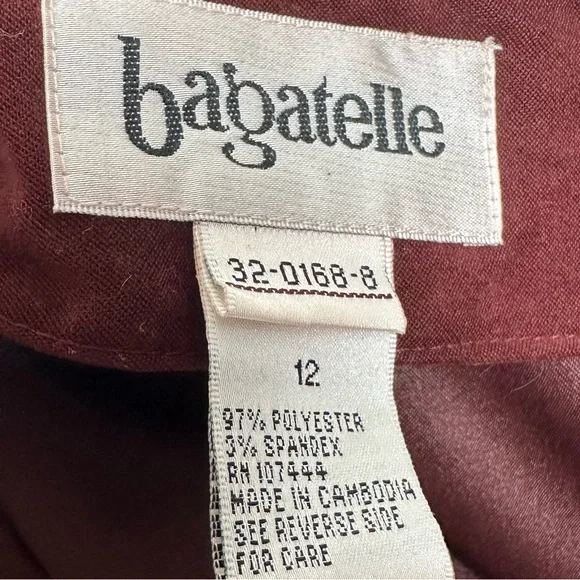 bagatelle
32-0168-8
12
97% POLYESTER
3% SPANDEX
RN 107444
MADE IN CAMBODIA
SEE REVERSE SIDE
FOR CARE